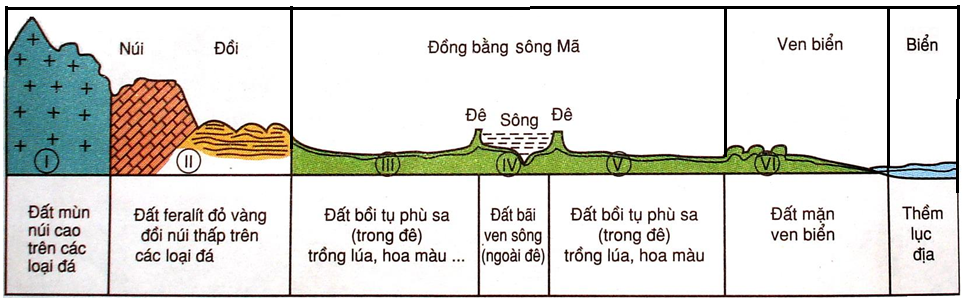 Núi
Đồi
Đồng bằng sông Mã
Ven biển
Biển
Đê
Sông
Đê
I
II
III
IV
V
VI
Đất mùn
núi cao
trên các
loại đá
Đất feralít đỏ vàng
đồi núi thấp trên
các loại đá
Đất bồi tụ phù sa
(trong đê)
trồng lúa, hoa màu ...
Đất bãi
ven sông
(ngoài đê)
Đất bồi tụ phù sa
(trong đê)
trồng lúa, hoa màu
Đất mặn
ven biển
Thềm
lục
địa